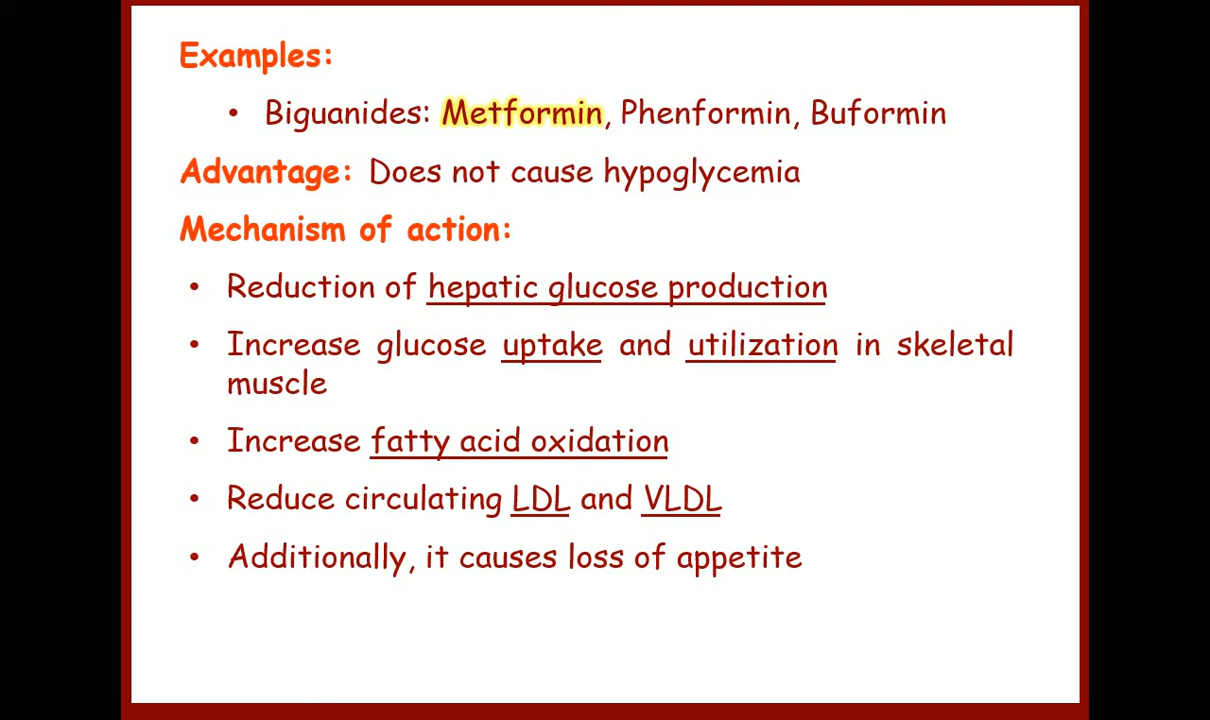 Examples:
• Biguanides: Metformin, Phenformin, Buformin
Advantage: Does not cause hypoglycemia
Mechanism of action:
• Reduction of hepatic glucose production
• Increase glucose uptake and utilization in skeletal
muscle
• Increase fatty acid oxidation
• Reduce circulating LDL and VLDL
• Additionally, it causes loss of appetite